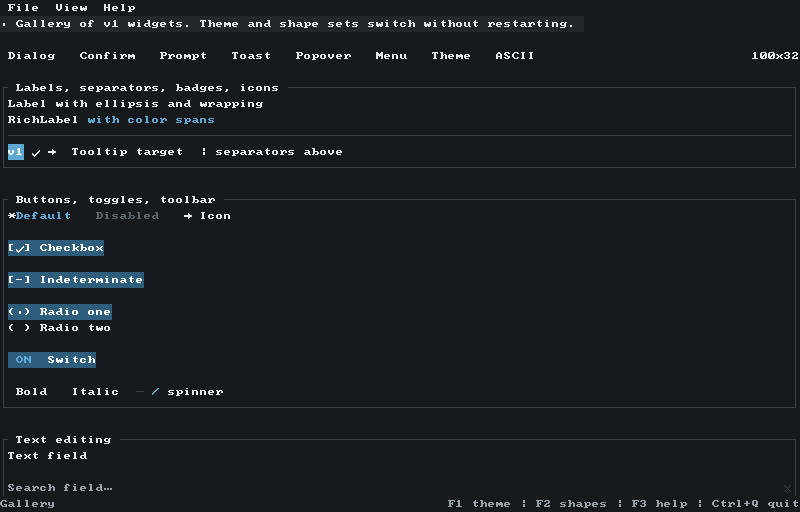 File  View  Help
· Gallery of v1 widgets. Theme and shape sets switch without restarting.
Dialog   Confirm   Prompt   Toast   Popover   Menu   Theme   ASCII   100x32
Labels, separators, badges, icons
Label with ellipsis and wrapping
RichLabel with color spans
v1 ✓ →  Tooltip target  ¦ separators above
Buttons, toggles, toolbar
*Default   Disabled   → Icon
[✓] Checkbox
[-] Indeterminate
(·) Radio one
( ) Radio two
ON  Switch
Bold   Italic  — / spinner
Text editing
Text field
Search field… ×
Gallery   F1 theme ¦ F2 shapes ¦ F3 help ¦ Ctrl+Q quit